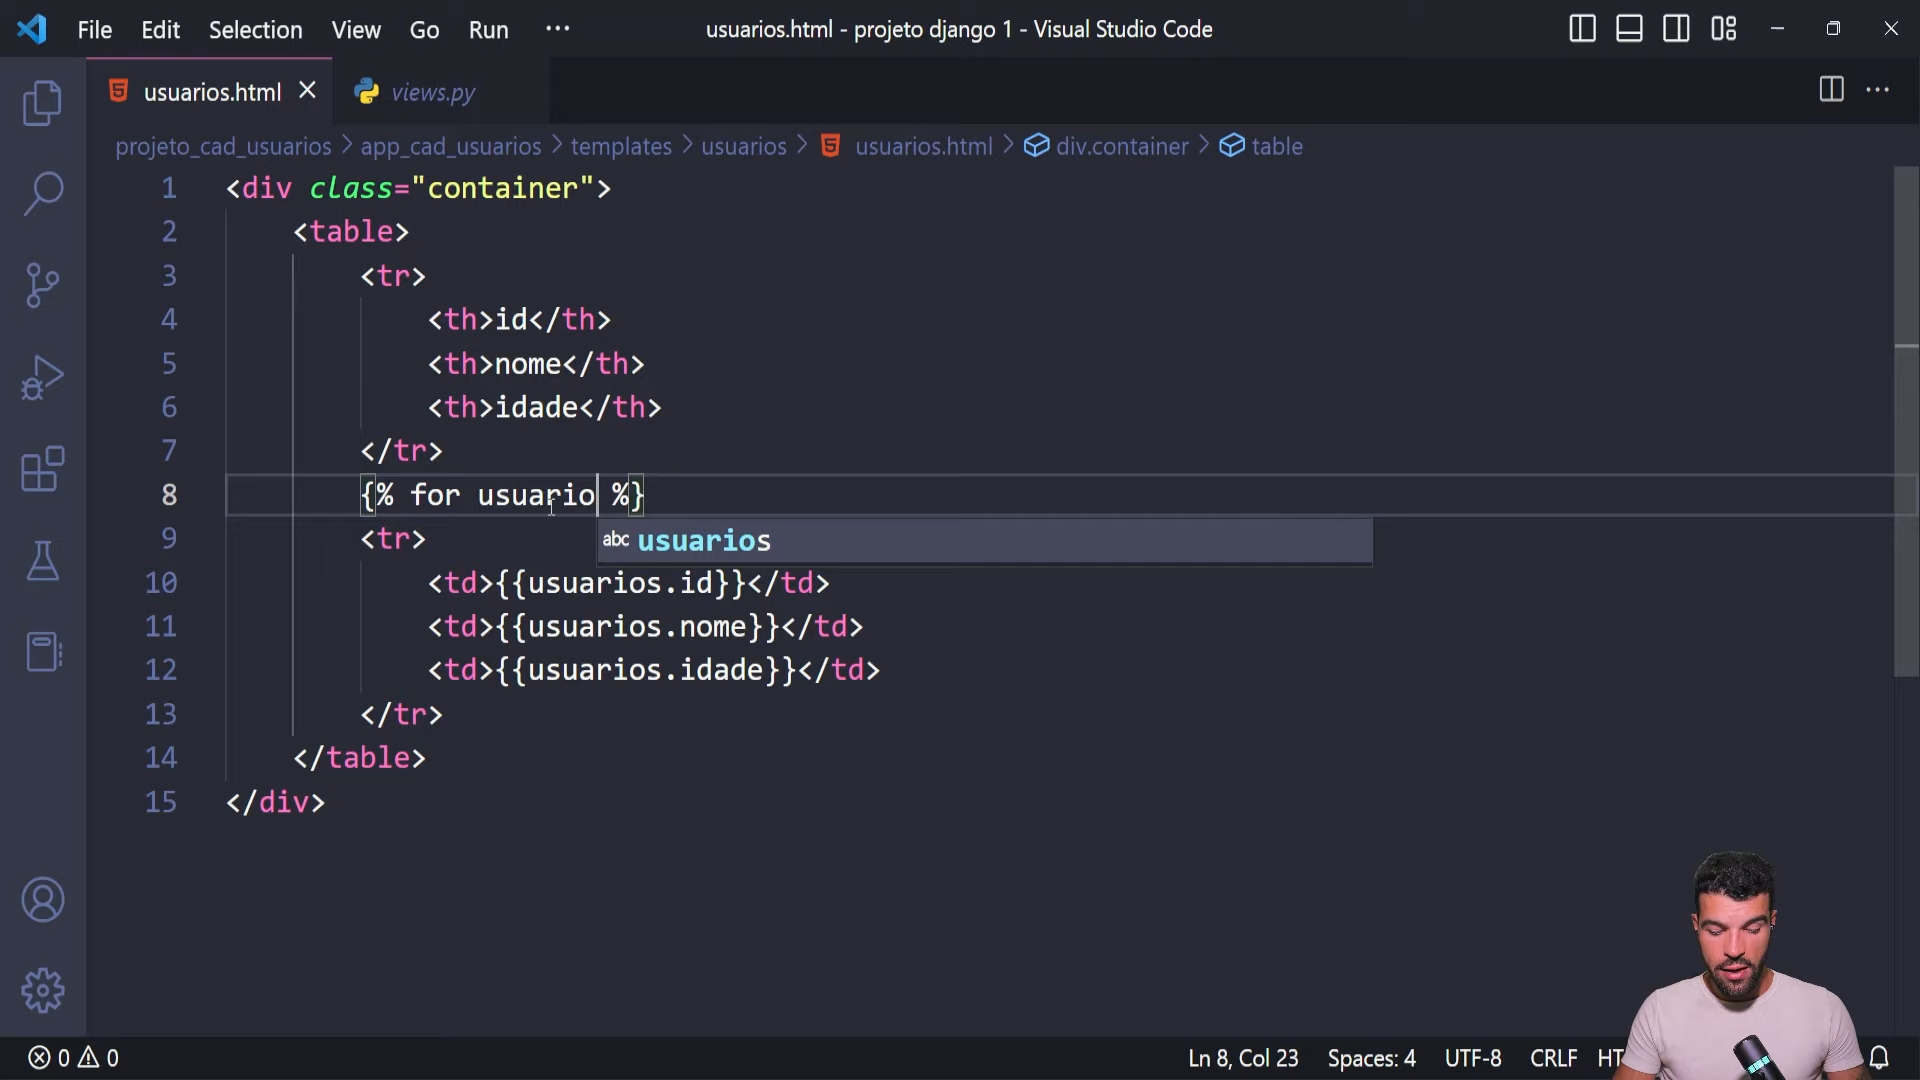 File Edit Selection View Go Run ··· usuarios.html - projeto django 1 - Visual Studio Code
usuarios.html views.py ···
projeto_cad_usuarios > app_cad_usuarios > templates > usuarios > usuarios.html > div.container > table
1 <div class="container">
2 <table>
3 <tr>
4 <th>id</th>
5 <th>nome</th>
6 <th>idade</th>
7 </tr>
8 {% for usuario %}
abc usuarios
9 <tr>
10 <td>{{usuarios.id}}</td>
11 <td>{{usuarios.nome}}</td>
12 <td>{{usuarios.idade}}</td>
13 </tr>
14 </table>
15 </div>
0 0 Ln 8, Col 23 Spaces: 4 UTF-8 CRLF